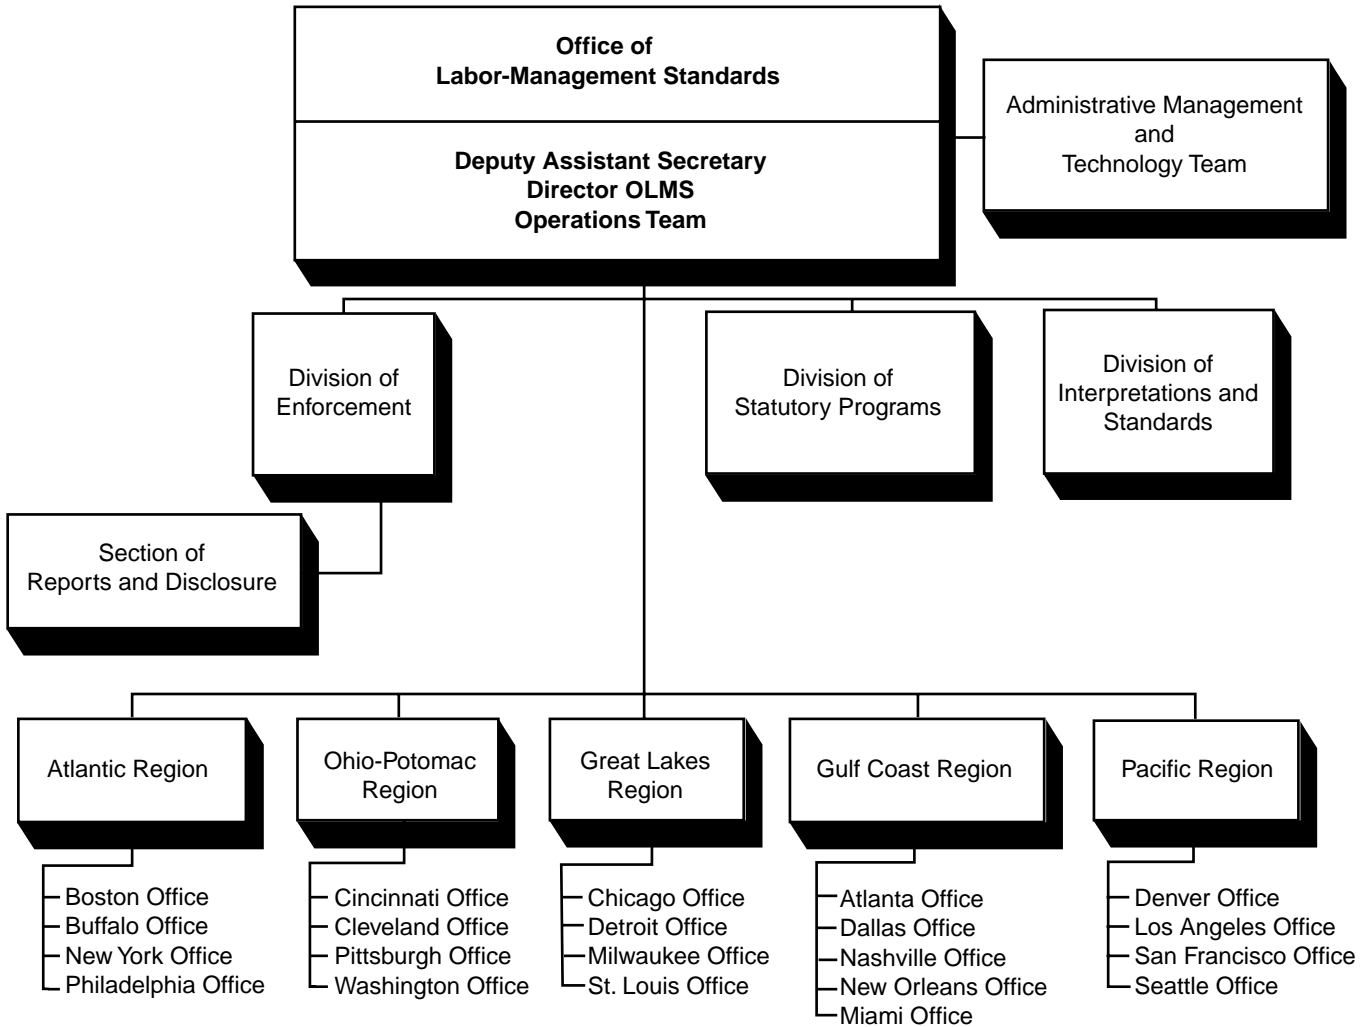 Office of
Labor-Management Standards
Deputy Assistant Secretary
Director OLMS
Operations Team
Administrative Management
and
Technology Team
Division of
Enforcement
Division of
Statutory Programs
Division of
Interpretations and
Standards
Section of
Reports and Disclosure
Atlantic Region
Ohio-Potomac
Region
Great Lakes
Region
Gulf Coast Region
Pacific Region
Boston Office
Buffalo Office
New York Office
Philadelphia Office
Cincinnati Office
Cleveland Office
Pittsburgh Office
Washington Office
Chicago Office
Detroit Office
Milwaukee Office
St. Louis Office
Atlanta Office
Dallas Office
Nashville Office
New Orleans Office
Miami Office
Denver Office
Los Angeles Office
San Francisco Office
Seattle Office